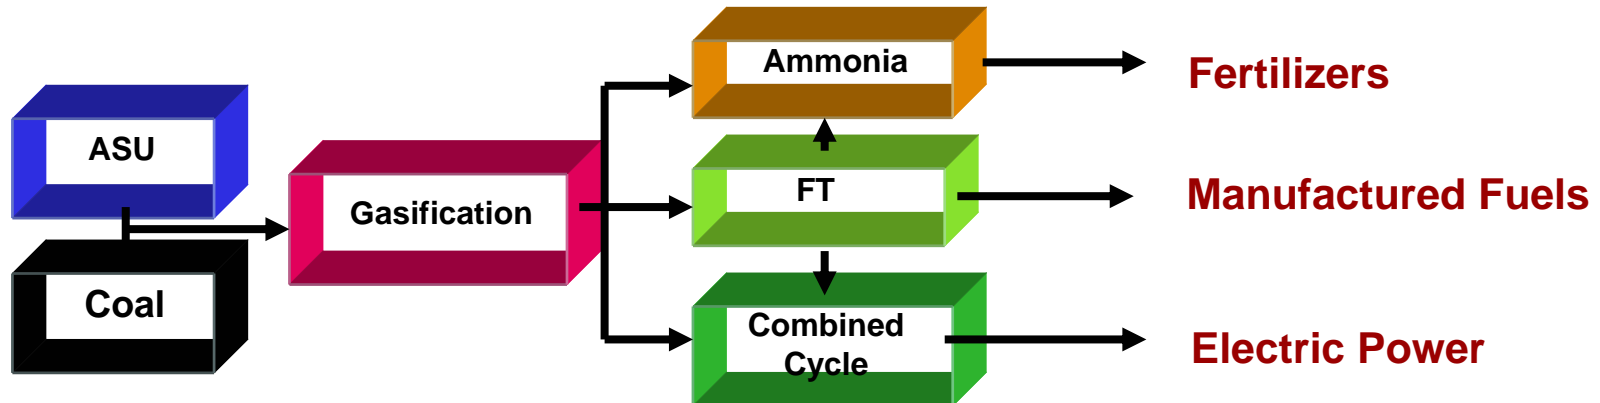 ASU
Coal
Gasification
Ammonia
FT
Combined
Cycle
Fertilizers
Manufactured Fuels
Electric Power